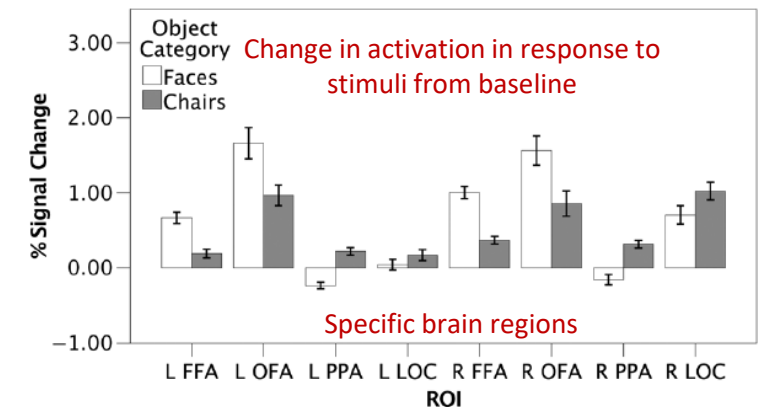 Object
Category
Faces
Chairs
Change in activation in response to
stimuli from baseline
% Signal Change
3.00
2.00
1.00
0.00
−1.00
Specific brain regions
L FFA L OFA L PPA L LOC R FFA R OFA R PPA R LOC
ROI